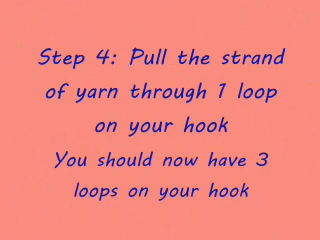 Step 4: Pull the strand
of yarn through 1 loop
on your hook
You should now have 3
loops on your hook